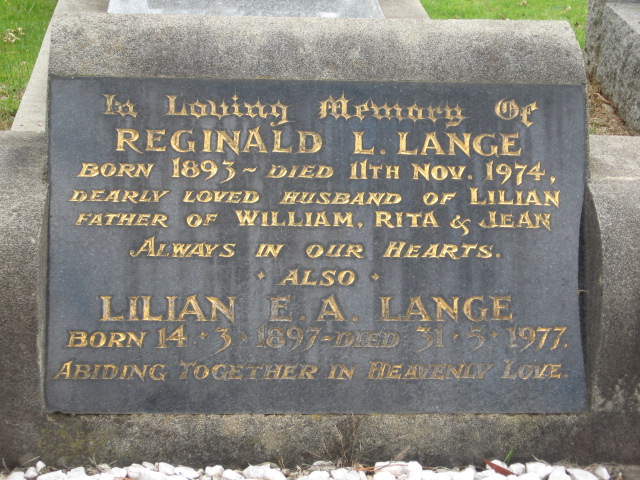 In Loving Memory Of
REGINALD L. LANGE
BORN 1893 ~ DIED 11TH NOV. 1974,
DEARLY LOVED HUSBAND OF LILIAN
FATHER OF WILLIAM, RITA & JEAN
ALWAYS IN OUR HEARTS.
· ALSO ·
LILIAN E. A. LANGE
BORN 14 · 3 · 1897 - DIED 31 · 5 · 1977.
ABIDING TOGETHER IN HEAVENLY LOVE.